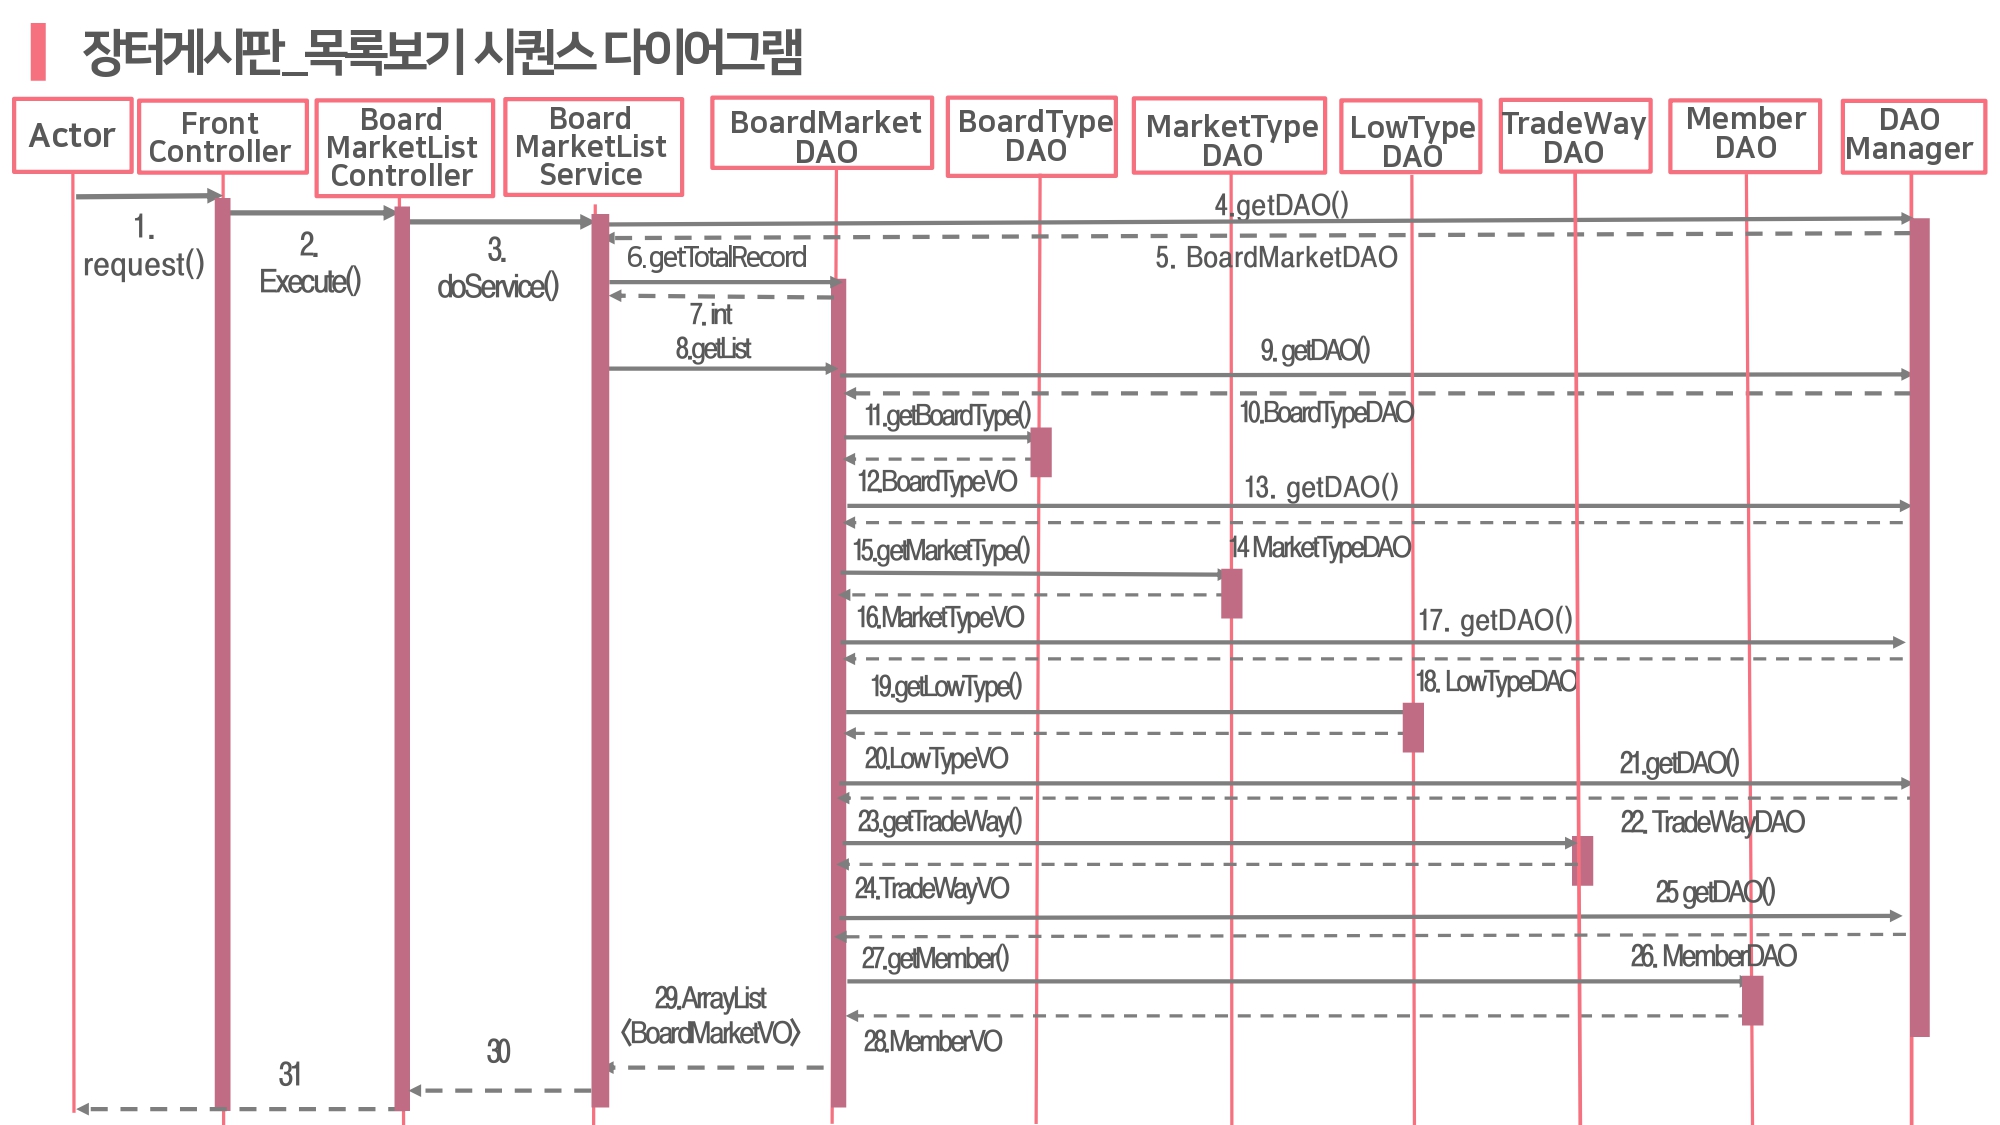 장터게시판_목록보기 시퀀스 다이어그램
Actor
Front
Controller
Board
MarketList
Controller
Board
MarketList
Service
BoardMarket
DAO
BoardType
DAO
MarketType
DAO
LowType
DAO
TradeWay
DAO
Member
DAO
DAO
Manager
1.
request()
2.
Execute()
3.
doService()
4.getDAO()
5. BoardMarketDAO
6.getTotalRecord
7. int
8.getList
9. getDAO()
10.BoardTypeDAO
11.getBoardType()
12.BoardTypeVO
13. getDAO()
14 MarketTypeDAO
15.getMarketType()
16.MarketTypeVO
17. getDAO()
18. LowTypeDAO
19.getLowType()
20.LowTypeVO
21.getDAO()
22. TradeWayDAO
23.getTradeWay()
24.TradeWayVO
25 getDAO()
26. MemberDAO
27.getMember()
28.MemberVO
29.ArrayList
〈BoardMarketVO〉
30
31